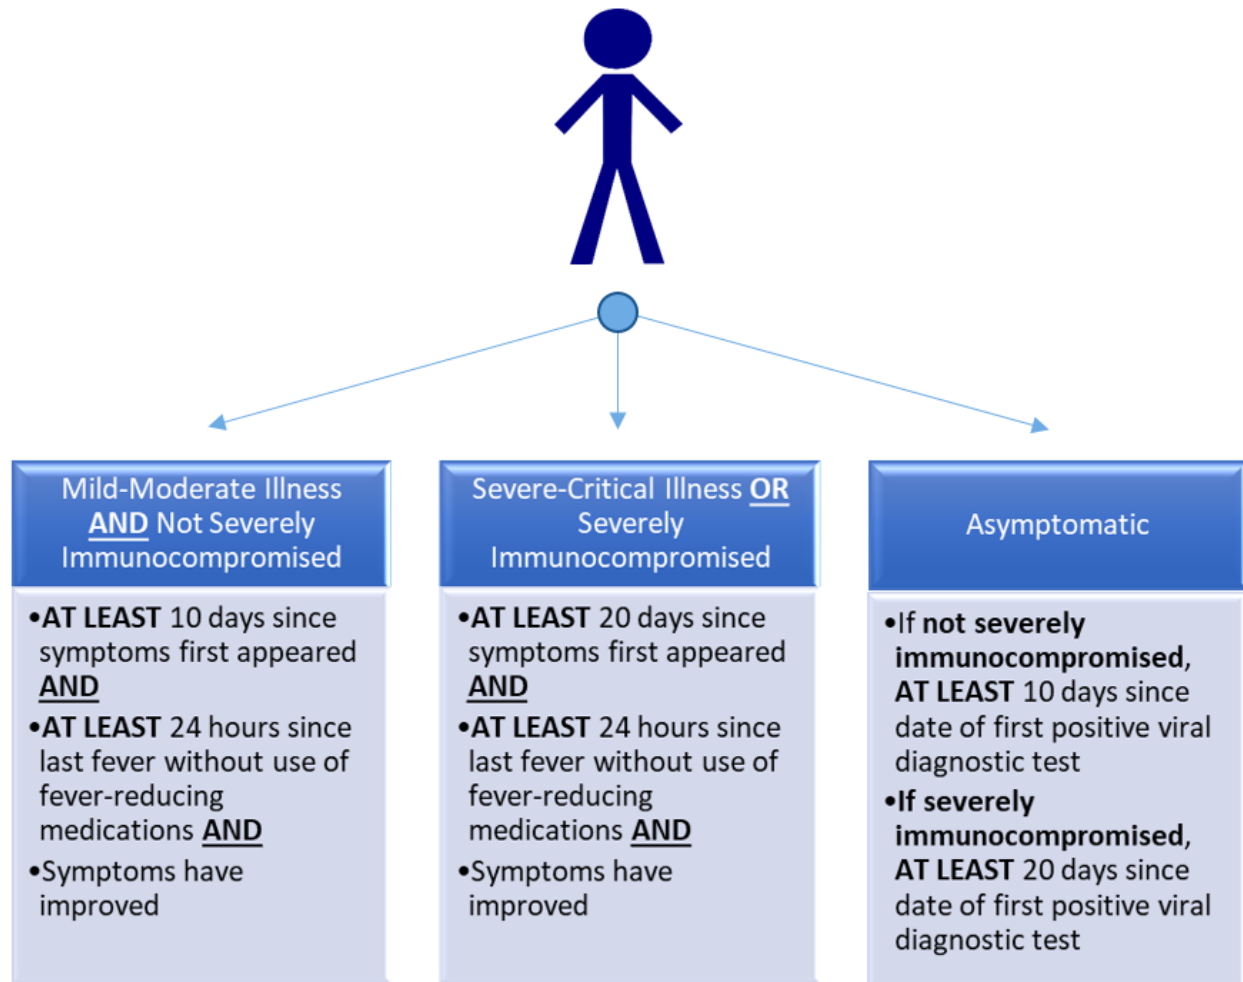 Mild-Moderate Illness
AND Not Severely
Immunocompromised
•AT LEAST 10 days since
symptoms first appeared
AND
•AT LEAST 24 hours since
last fever without use of
fever-reducing
medications AND
•Symptoms have
improved
Severe-Critical Illness OR
Severely
Immunocompromised
•AT LEAST 20 days since
symptoms first appeared
AND
•AT LEAST 24 hours since
last fever without use of
fever-reducing
medications AND
•Symptoms have
improved
Asymptomatic
•If not severely
immunocompromised,
AT LEAST 10 days since
date of first positive viral
diagnostic test
•If severely
immunocompromised,
AT LEAST 20 days since
date of first positive viral
diagnostic test